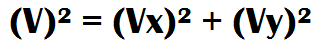 (V)² = (Vx)² + (Vy)²